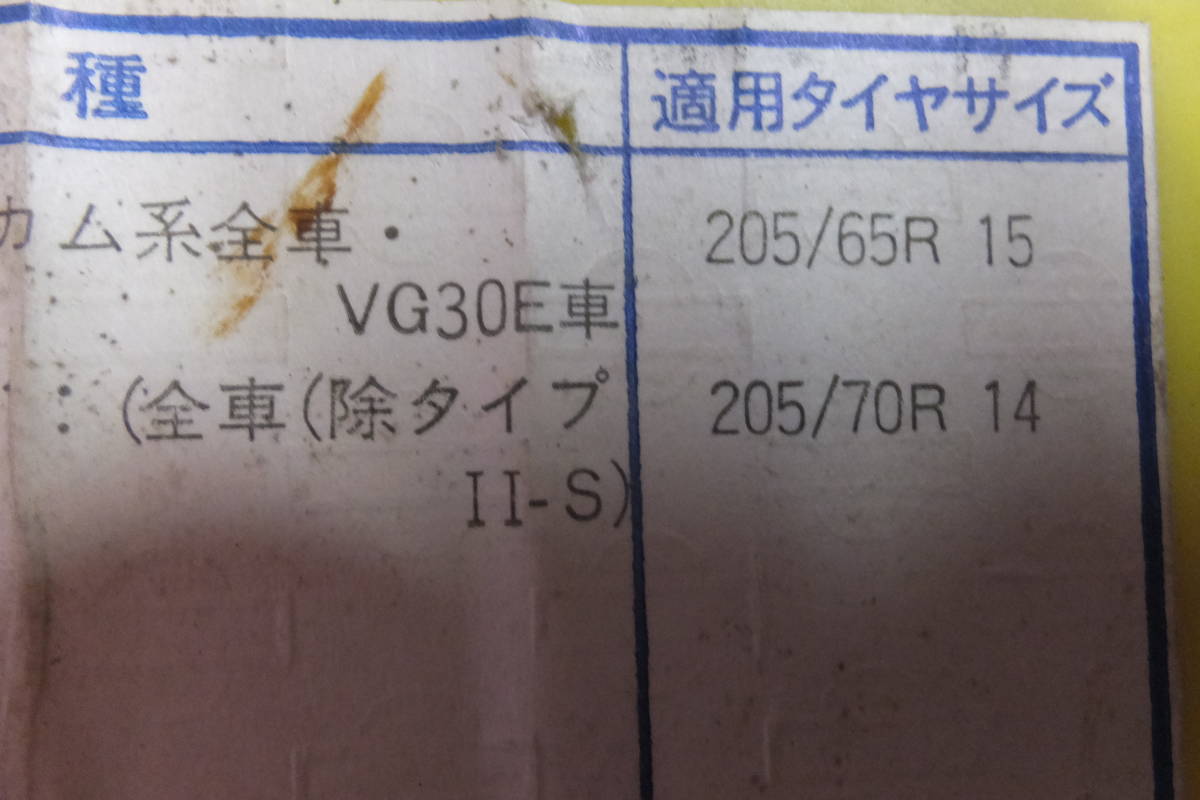 種 適用タイヤサイズ
カム系全車・ 205/65R 15
VG30E車
: (全車(除タイプ 205/70R 14
II-S)